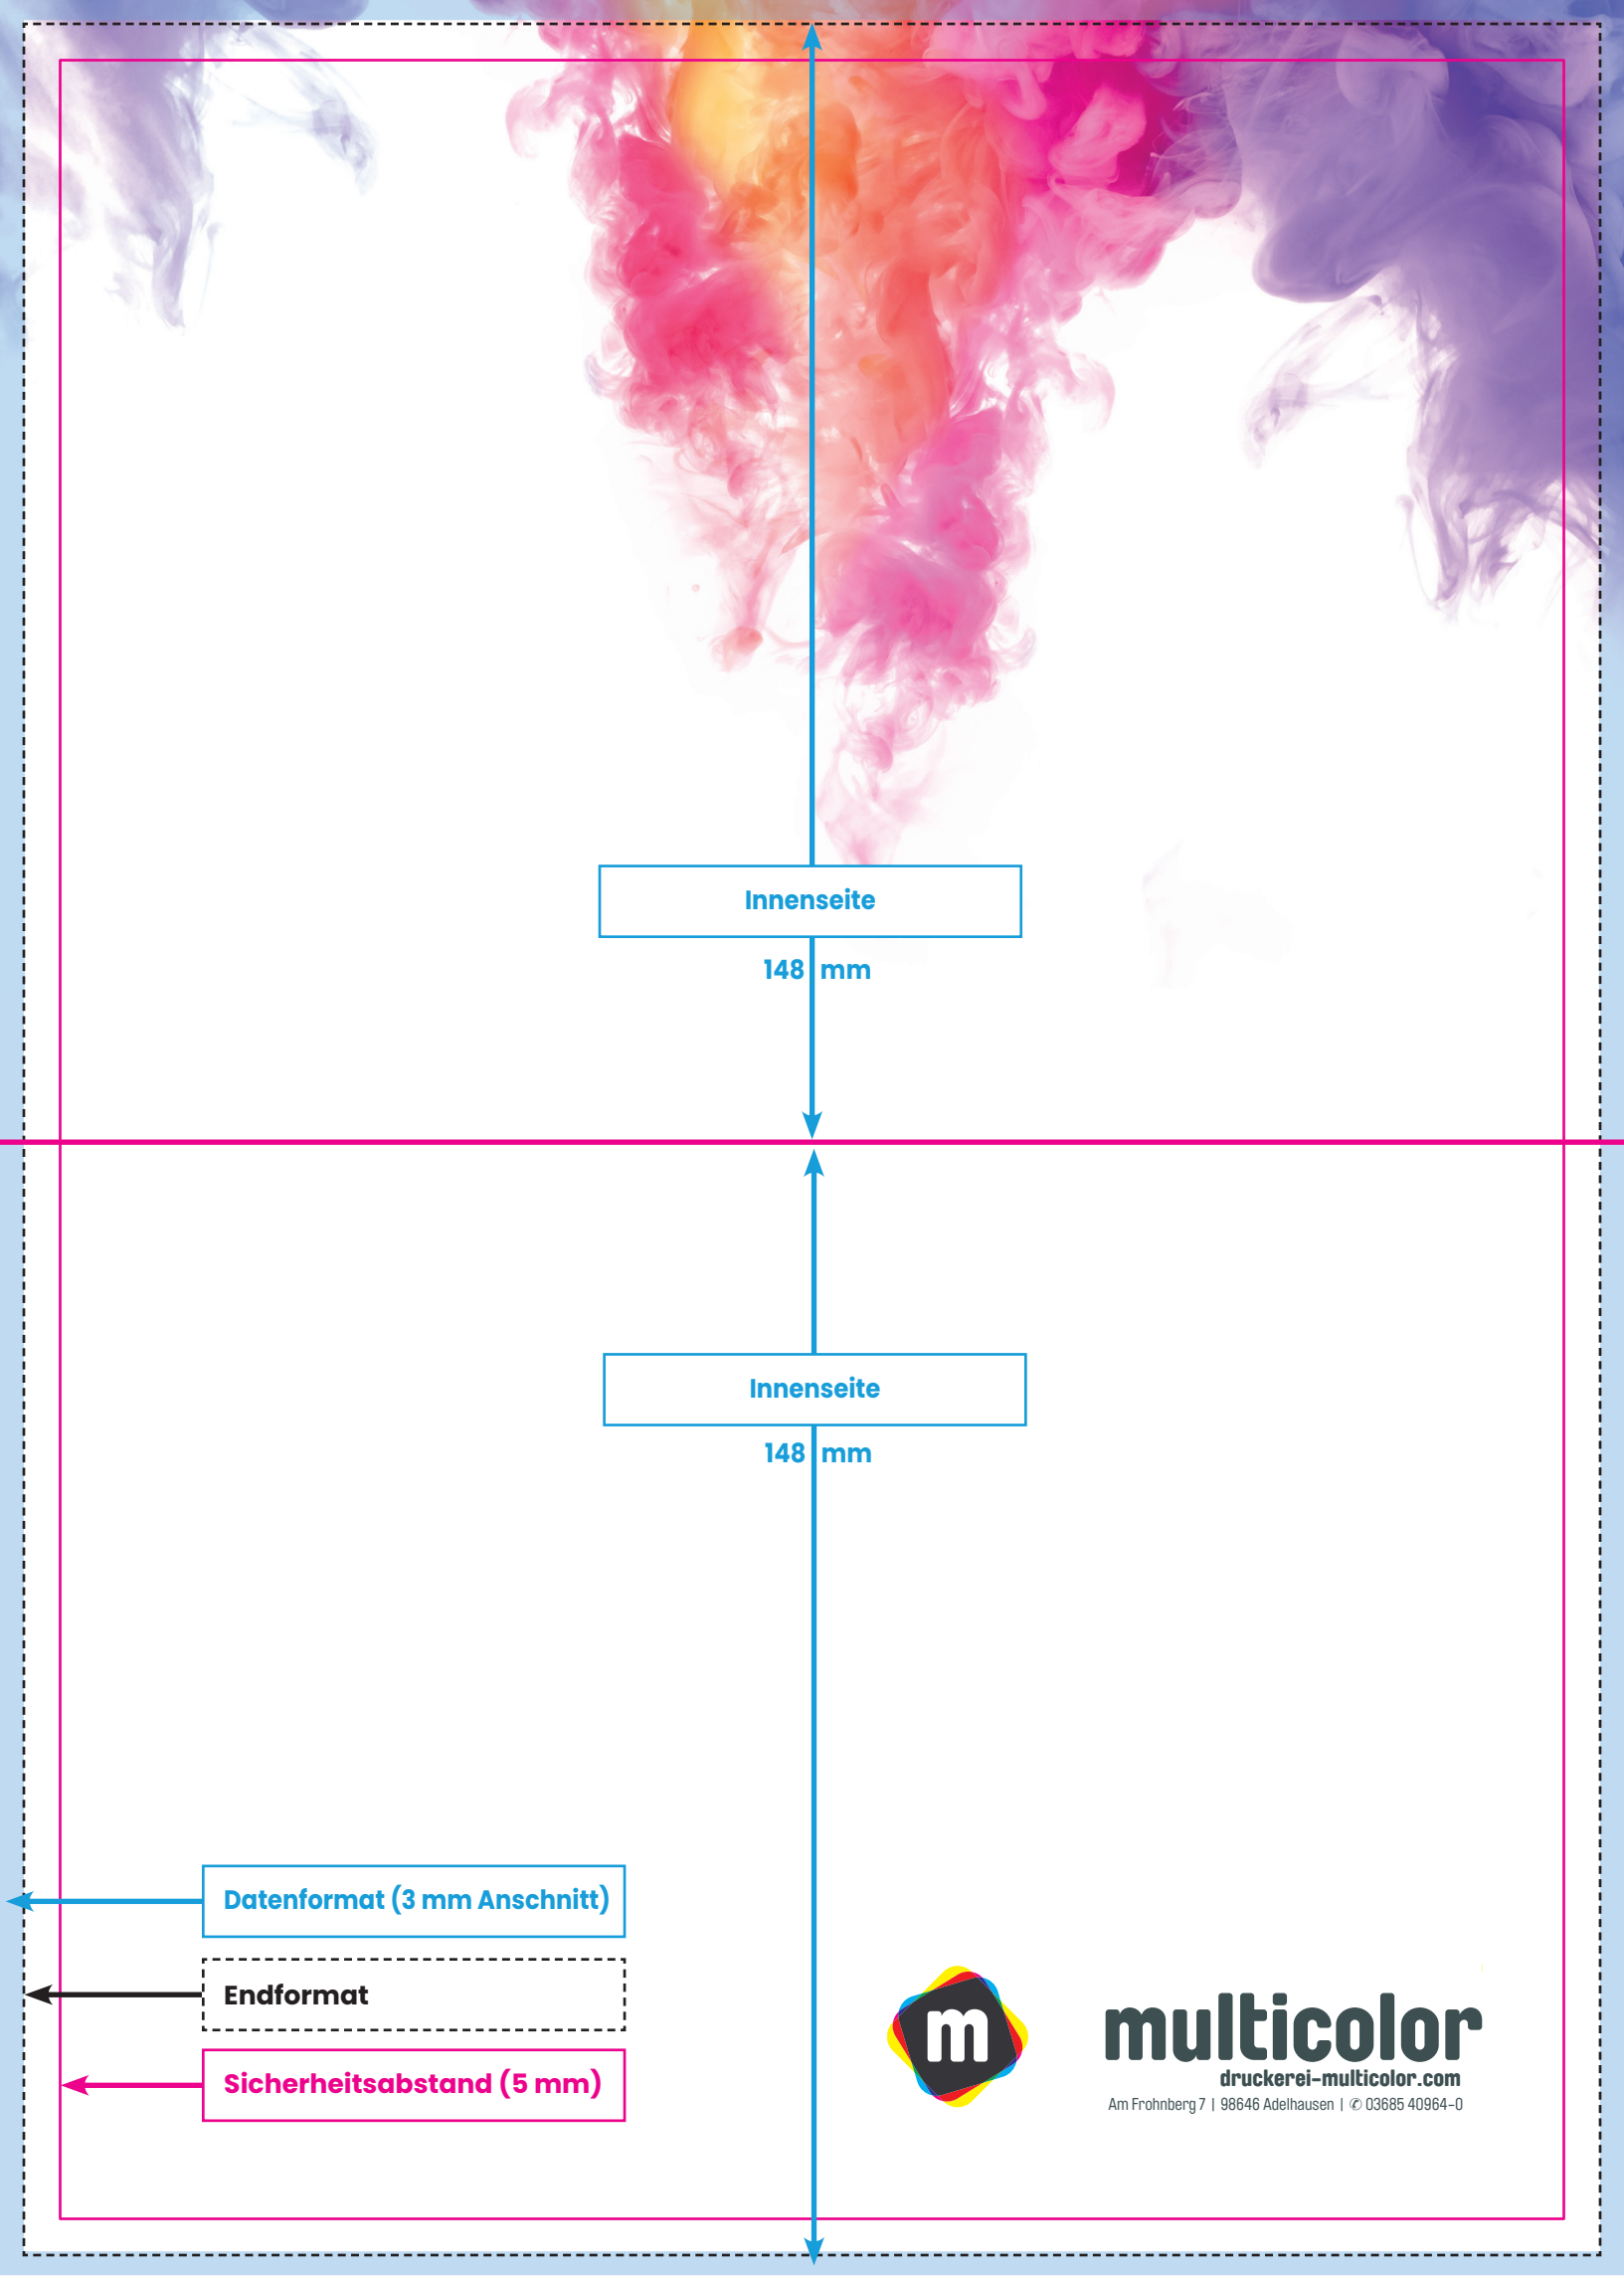 Innenseite
148 mm
Innenseite
148 mm
Datenformat (3 mm Anschnitt)
Endformat
Sicherheitsabstand (5 mm)
m
multicolor
druckerei-multicolor.com
Am Frohnberg 7 | 98646 Adelhausen | ✆ 03685 40964-0